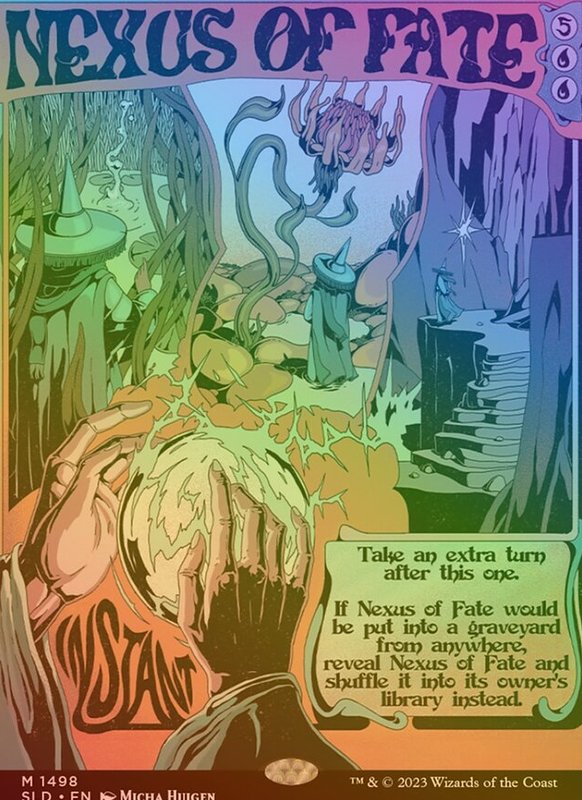 NEXUS OF FATE
5
INSTANT
Take an extra turn
after this one.
If Nexus of Fate would
be put into a graveyard
from anywhere,
reveal Nexus of Fate and
shuffle it into its owner's
library instead.
M 1498
SLD • EN MICHA HUIGEN
™ & © 2023 Wizards of the Coast